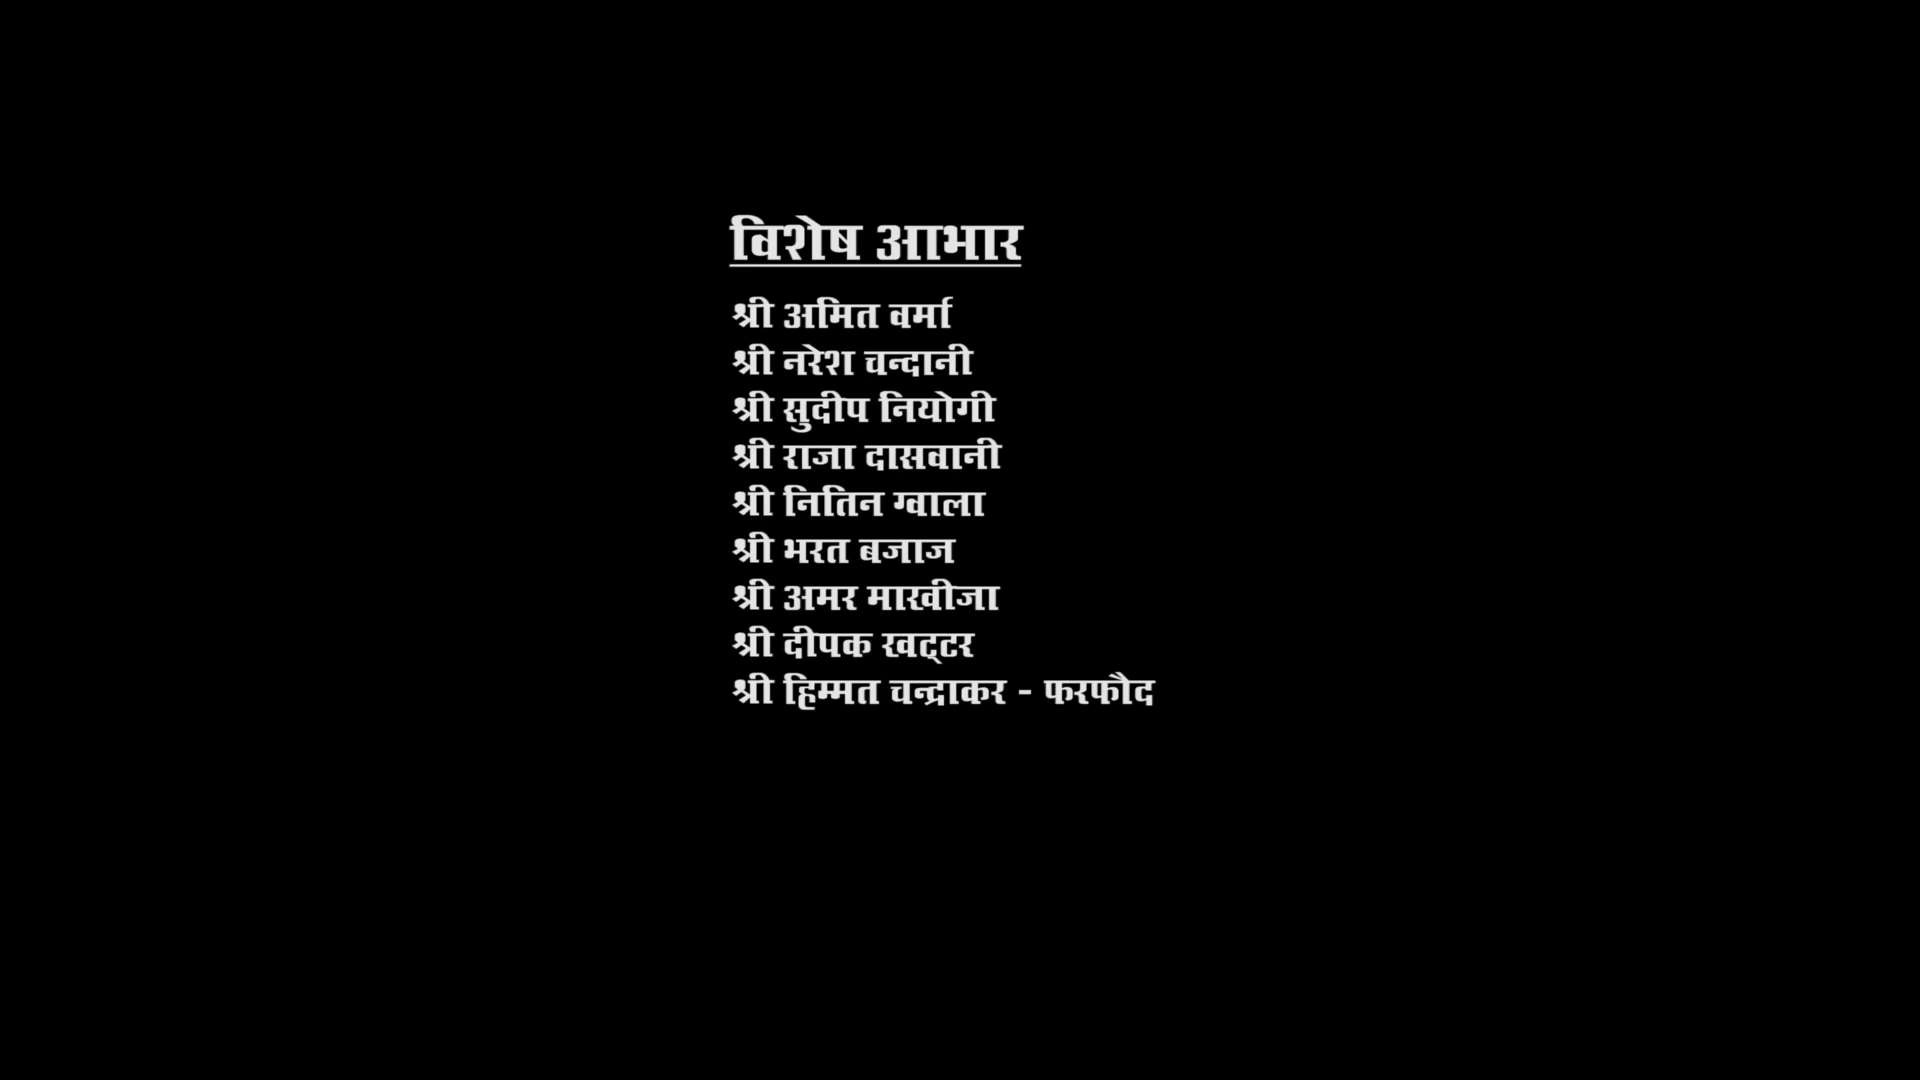 विशेष आभार
श्री अमित वर्मा
श्री नरेश चन्दानी
श्री सुदीप नियोगी
श्री राजा दासवानी
श्री नितिन ग्वाला
श्री भरत बजाज
श्री अमर माखीजा
श्री दीपक खट्टर
श्री हिम्मत चन्द्राकर - फरफौद